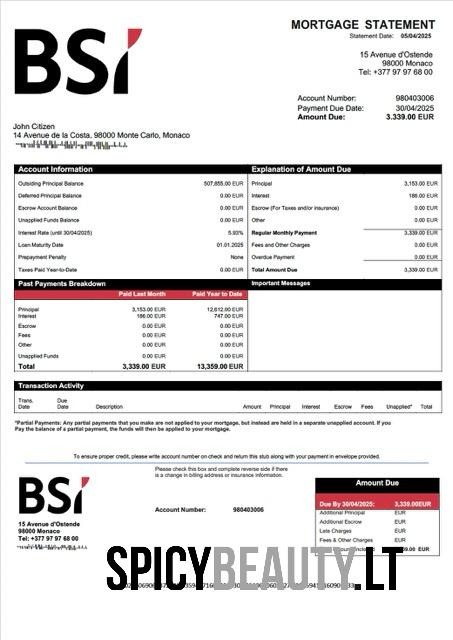 BSI
MORTGAGE STATEMENT
Statement Date: 05/04/2025
15 Avenue d'Ostende
98000 Monaco
Tel: +377 97 97 68 00
Account Number: 980403006
Payment Due Date: 30/04/2025
Amount Due: 3.339.00 EUR
John Citizen
14 Avenue de la Costa, 98000 Monte Carlo, Monaco
Account Information
Outsiding Principal Balance 507,855.00 EUR
Deferred Principal Balance 0.00 EUR
Escrow Account Balance 0.00 EUR
Unapplied Funds Balance 0.00 EUR
Interest Rate (until 30/04/2025) 5.93%
Loan Maturity Date 01.01.2025
Prepayment Penalty None
Taxes Paid Year-to-Date 0.00 EUR
Explanation of Amount Due
Principal 3,153.00 EUR
Interest 186.00 EUR
Escrow (For Taxes and/or insurance) 0.00 EUR
Other 0.00 EUR
Regular Monthly Payment 3,339.00 EUR
Fees and Other Charges 0.00 EUR
Overdue Payment 0.00 EUR
Total Amount Due 3,339.00 EUR
Past Payments Breakdown
Paid Last Month Paid Year to Date
Principal 3,153.00 EUR 12,612.00 EUR
Interest 186.00 EUR 747.00 EUR
Escrow 0.00 EUR 0.00 EUR
Fees 0.00 EUR 0.00 EUR
Other 0.00 EUR 0.00 EUR
Unapplied Funds 0.00 EUR 0.00 EUR
Total 3,339.00 EUR 13,359.00 EUR
Important Messages
Transaction Activity
Trans. Date Due Date Description Amount Principal Interest Escrow Fees Unapplied* Total
*Partial Payments: Any partial payments that you make are not applied to your mortgage, but instead are held in a separate unapplied account. If you
Pay the balance of a partial payment, the funds will then be applied to your mortgage.
To ensure proper credit, please write account number on check and return this stub along with your payment in envelope provided.
Please check this box and complete reverse side if there
is a change in billing address or insurance information.
BSI
15 Avenue d'Ostende
98000 Monaco
Tel: +377 97 97 68 00
Account Number: 980403006
Amount Due
Due By 30/04/2025: 3,339.00EUR
Additional Principal EUR
Additional Escrow EUR
Late Charges EUR
Fees & Other Charges EUR
SPICYBEAUTY.LT